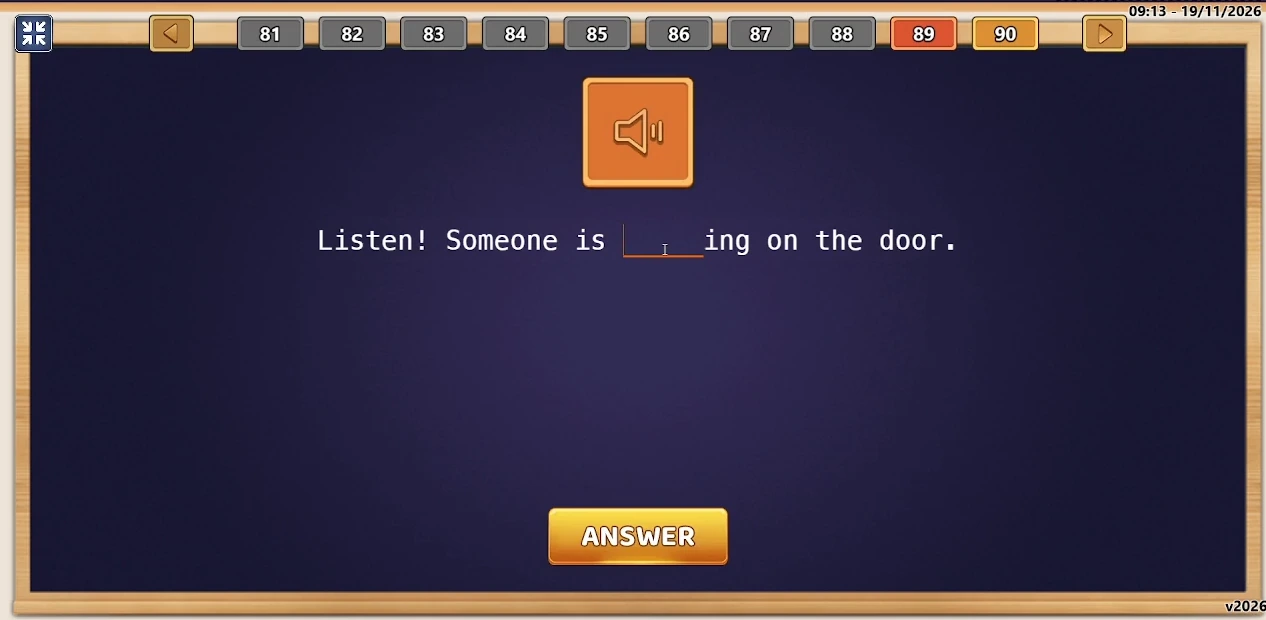 09:13 - 19/11/2026
81 82 83 84 85 86 87 88 89 90
Listen! Someone is _____ing on the door.
ANSWER
v2026